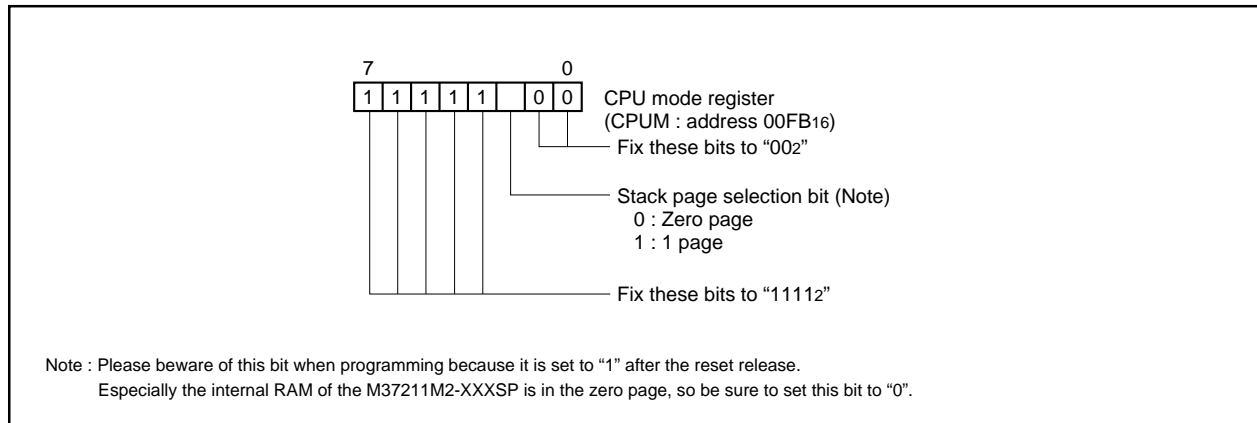 7 0
1 1 1 1 1 0 0 CPU mode register
(CPUM : address 00FB16)
Fix these bits to “002”
Stack page selection bit (Note)
0 : Zero page
1 : 1 page
Fix these bits to “11112”
Note : Please beware of this bit when programming because it is set to “1” after the reset release.
Especially the internal RAM of the M37211M2-XXXSP is in the zero page, so be sure to set this bit to “0”.